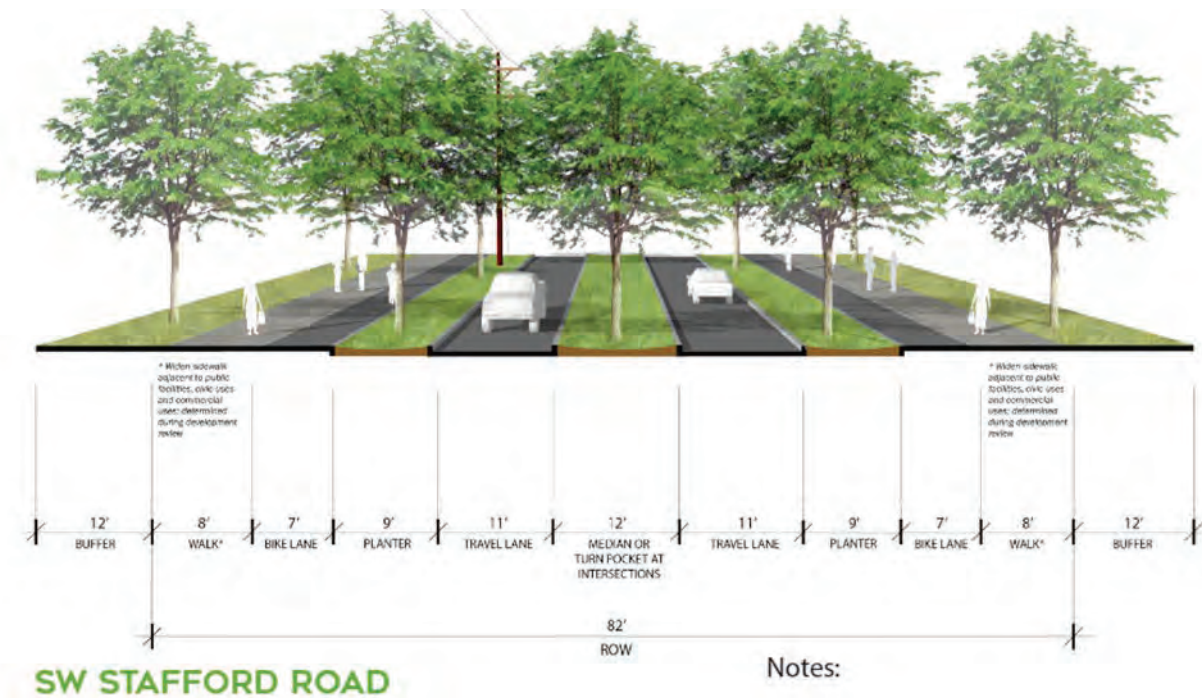 * Widen sidewalk
adjacent to public
facilities, civic uses
and commercial
uses; determined
during development
review
* Widen sidewalk
adjacent to public
facilities, civic uses
and commercial
uses; determined
during development
review
12' 8' 7' 9' 11' 12' 11' 9' 7' 8' 12'
BUFFER WALK* BIKE LANE PLANTER TRAVEL LANE MEDIAN OR TRAVEL LANE PLANTER BIKE LANE WALK* BUFFER
TURN POCKET AT
INTERSECTIONS
82'
ROW
Notes:
SW STAFFORD ROAD